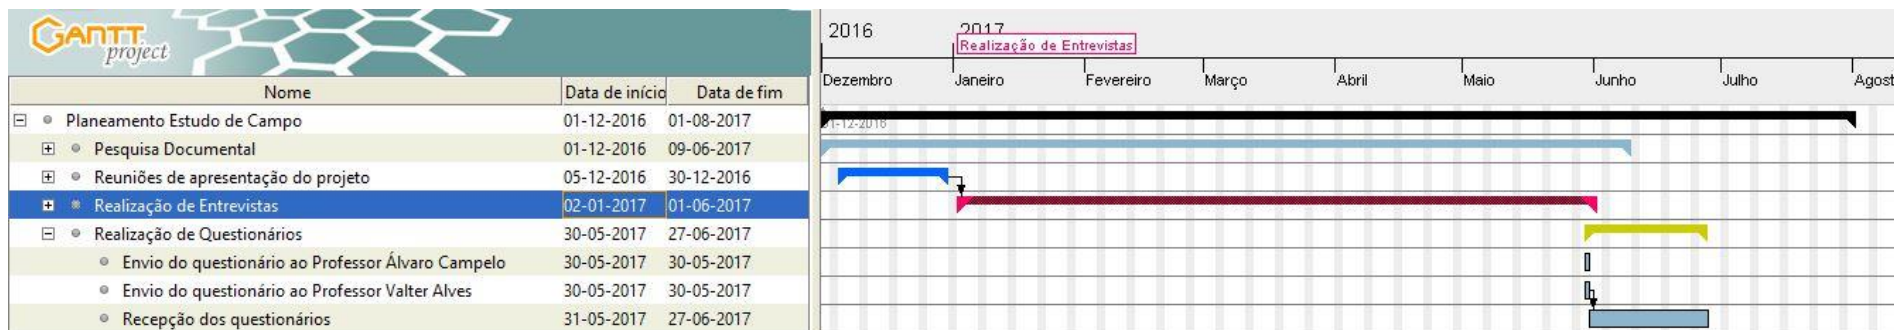 GANTT
project
2016
2017
Realização de Entrevistas
Nome Data de início Data de fim
Dezembro Janeiro Fevereiro Março Abril Maio Junho Julho Agost
Planeamento Estudo de Campo 01-12-2016 01-08-2017
01-12-2016
Pesquisa Documental 01-12-2016 09-06-2017
Reuniões de apresentação do projeto 05-12-2016 30-12-2016
Realização de Entrevistas 02-01-2017 01-06-2017
Realização de Questionários 30-05-2017 27-06-2017
Envio do questionário ao Professor Álvaro Campelo 30-05-2017 30-05-2017
Envio do questionário ao Professor Valter Alves 30-05-2017 30-05-2017
Recepção dos questionários 31-05-2017 27-06-2017